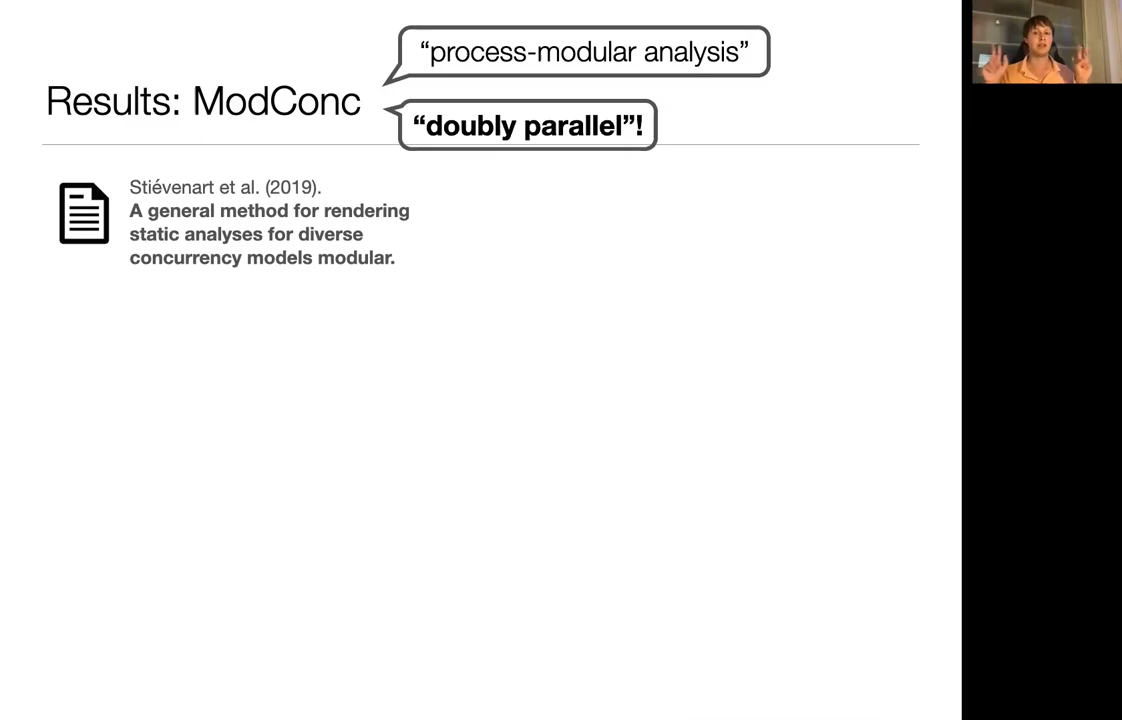 “process-modular analysis”
Results: ModConc
“doubly parallel”!
Stiévenart et al. (2019).
A general method for rendering
static analyses for diverse
concurrency models modular.